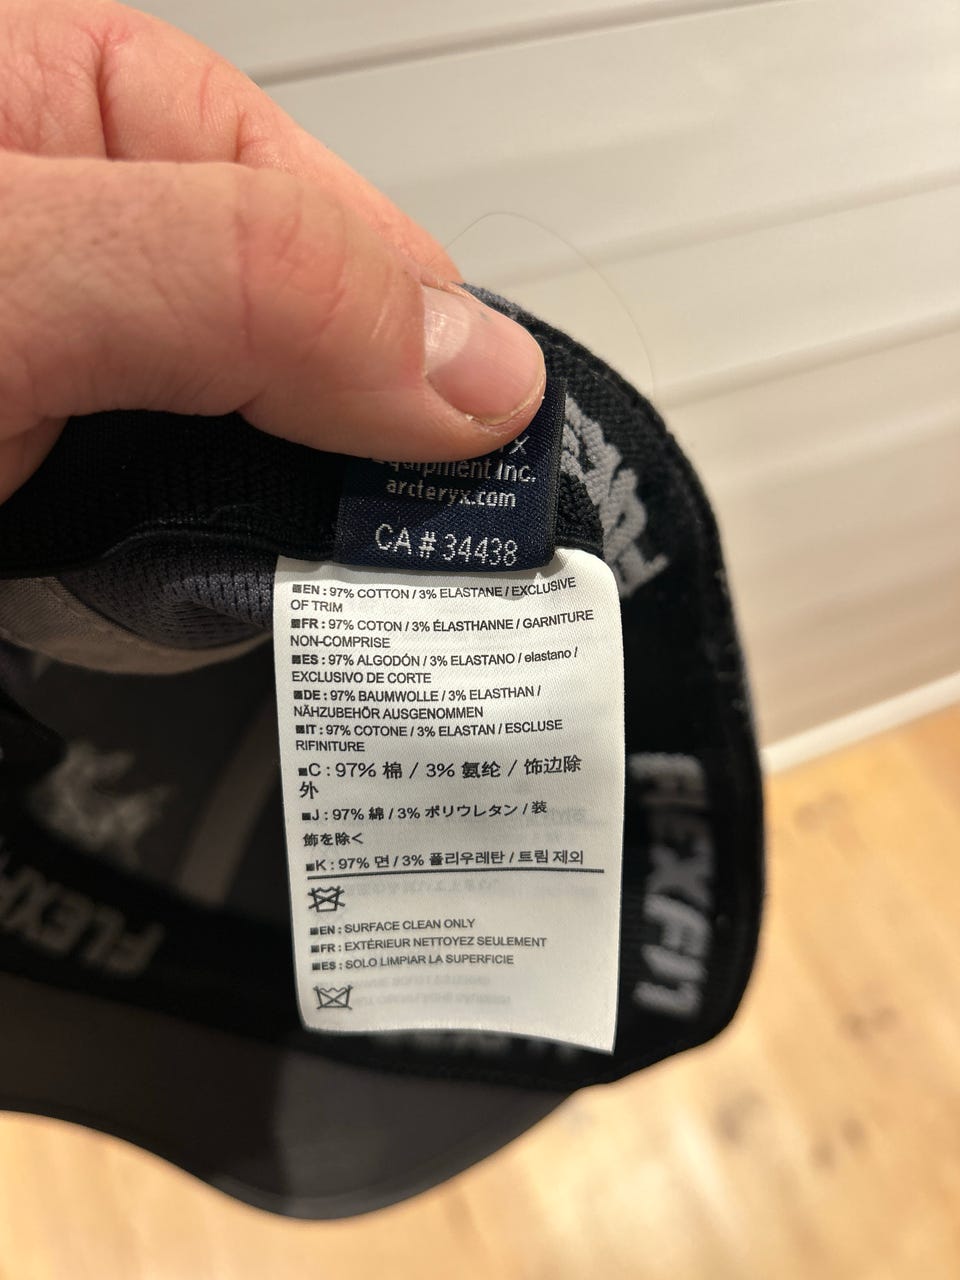 Equipment Inc.
arcteryx.com
CA # 34438
EN : 97% COTTON / 3% ELASTANE / EXCLUSIVE
OF TRIM
FR : 97% COTON / 3% ÉLASTHANNE / GARNITURE
NON-COMPRISE
ES : 97% ALGODÓN / 3% ELASTANO / elastano /
EXCLUSIVO DE CORTE
DE : 97% BAUMWOLLE / 3% ELASTHAN /
NÄHZUBEHÖR AUSGENOMMEN
IT : 97% COTONE / 3% ELASTAN / ESCLUSE
RIFINITURE
C : 97% 棉 / 3% 氨纶 / 饰边除
外
J : 97% 綿 / 3% ポリウレタン / 装
飾を除く
K : 97% 면 / 3% 폴리우레탄 / 트림 제외
EN : SURFACE CLEAN ONLY
FR : EXTÉRIEUR NETTOYEZ SEULEMENT
ES : SOLO LIMPIAR LA SUPERFICIE
FLEXFIT
FLEXFIT